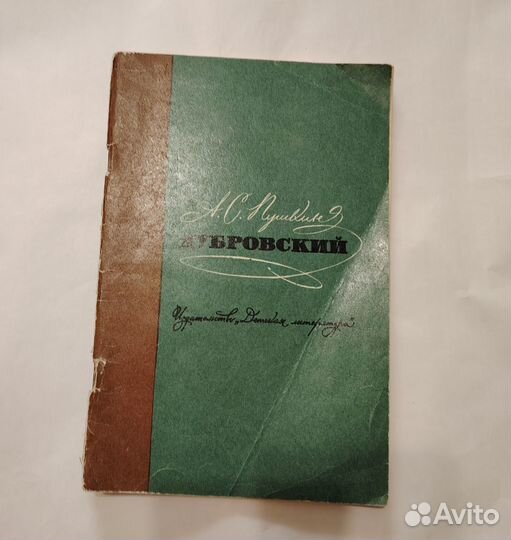 А. С. Пушкин
ДУБРОВСКИЙ
Издательство „Детская литература"
Avito